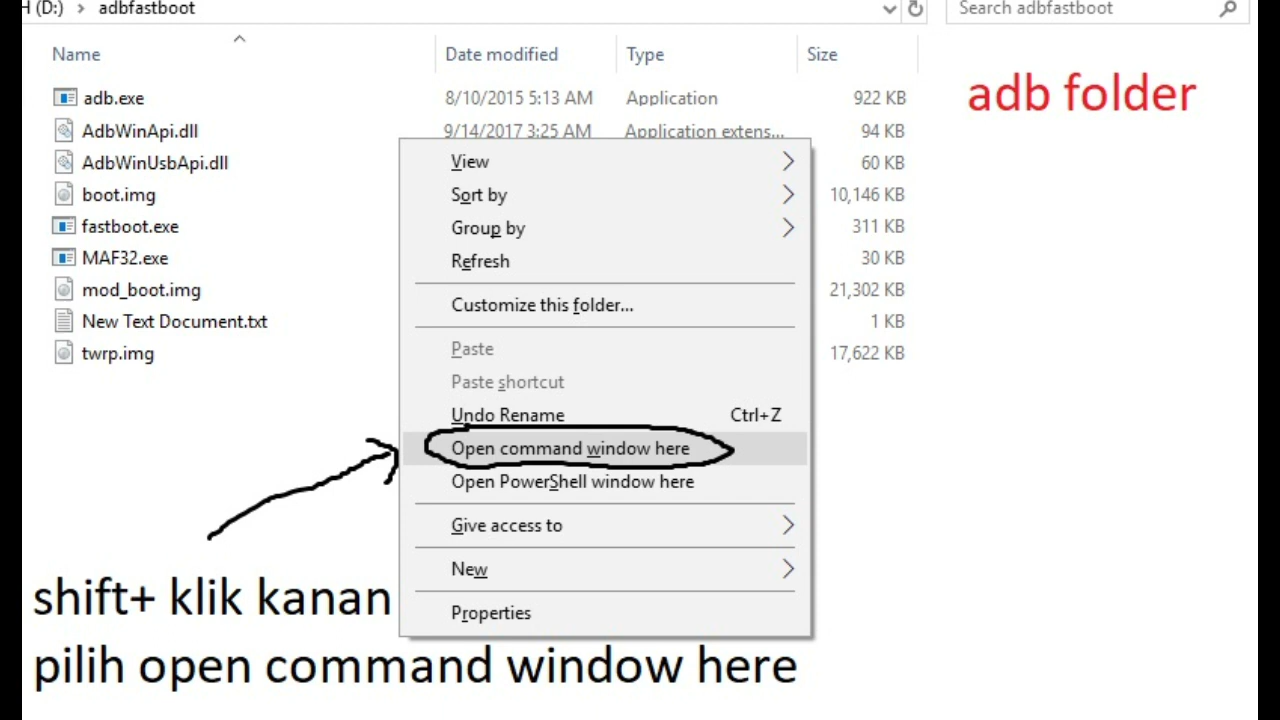 H (D:) > adbfastboot
Search adbfastboot
Name Date modified Type Size
adb.exe 8/10/2015 5:13 AM Application 922 KB
adb folder
AdbWinApi.dll 9/14/2017 3:25 AM Application extens... 94 KB
AdbWinUsbApi.dll 60 KB
boot.img 10,146 KB
fastboot.exe 311 KB
MAF32.exe 30 KB
mod_boot.img 21,302 KB
New Text Document.txt 1 KB
twrp.img 17,622 KB
View
Sort by
Group by
Refresh
Customize this folder...
Paste
Paste shortcut
Undo Rename Ctrl+Z
Open command window here
Open PowerShell window here
Give access to
New
Properties
shift+ klik kanan
pilih open command window here